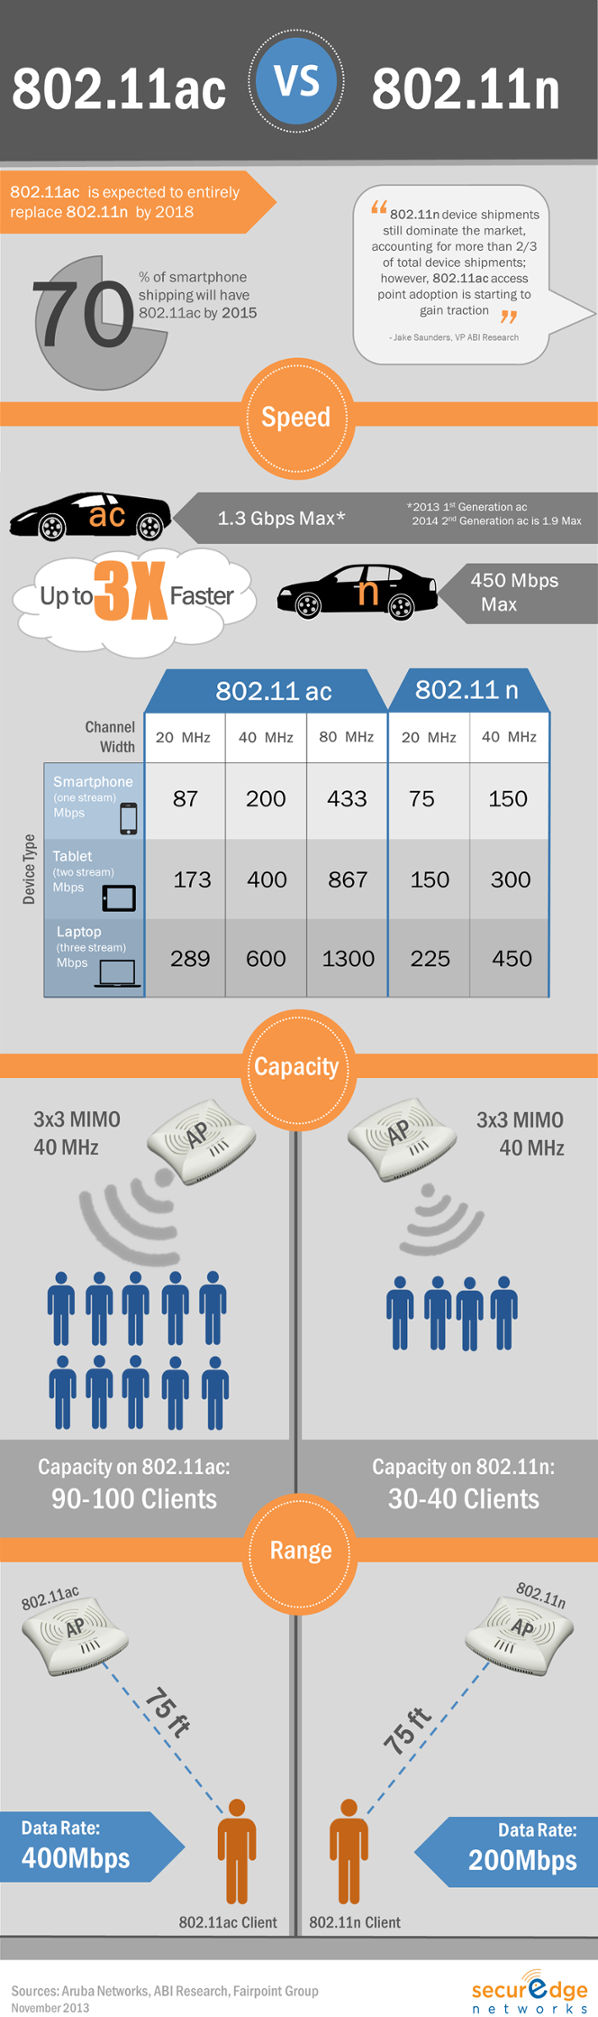 802.11ac
VS
802.11n
802.11ac is expected to entirely
replace 802.11n by 2018
70
% of smartphone
shipping will have
802.11ac by 2015
“ 802.11n device shipments
still dominate the market,
accounting for more than 2/3
of total device shipments;
however, 802.11ac access
point adoption is starting to
gain traction ”
- Jake Saunders, VP ABI Research
Speed
ac
1.3 Gbps Max*
*2013 1st Generation ac
2014 2nd Generation ac is 1.9 Max
Up to 3X Faster
n
450 Mbps
Max
802.11 ac
802.11 n
Channel
Width
20 MHz
40 MHz
80 MHz
20 MHz
40 MHz
Device Type
Smartphone
(one stream)
Mbps
87
200
433
75
150
Tablet
(two stream)
Mbps
173
400
867
150
300
Laptop
(three stream)
Mbps
289
600
1300
225
450
Capacity
3x3 MIMO
40 MHz
AP
AP
3x3 MIMO
40 MHz
Capacity on 802.11ac:
90-100 Clients
Capacity on 802.11n:
30-40 Clients
Range
802.11ac
AP
75 ft
802.11n
AP
75 ft
Data Rate:
400Mbps
Data Rate:
200Mbps
802.11ac Client
802.11n Client
Sources: Aruba Networks, ABI Research, Fairpoint Group
November 2013
securEdge
networks